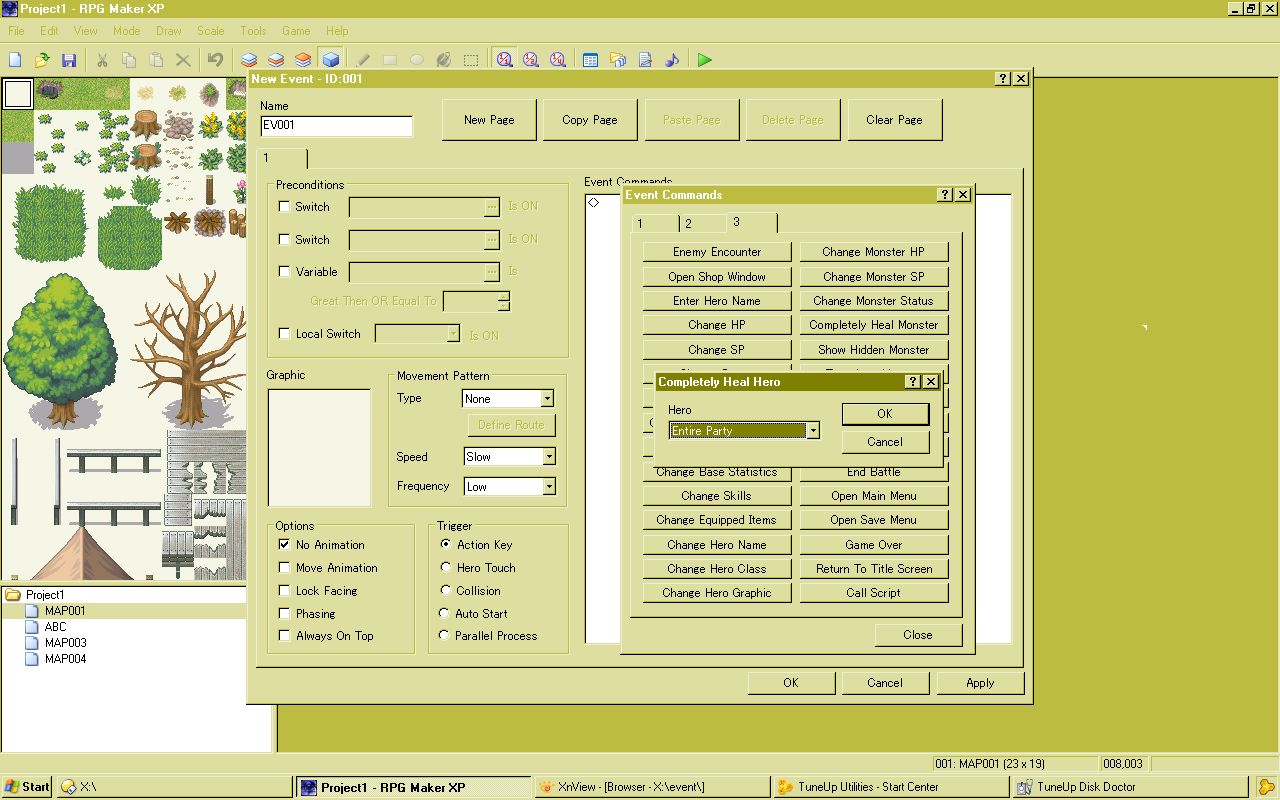 Project1 - RPG Maker XP
File Edit View Mode Draw Scale Tools Game Help
New Event - ID:001
Name
EV001
New Page Copy Page Paste Page Delete Page Clear Page
1
Preconditions
Switch Is ON
Switch Is ON
Variable Is
Great Then OR Equal To
Local Switch Is ON
Graphic
Movement Pattern
Type None
Define Route
Speed Slow
Frequency Low
Options
No Animation
Move Animation
Lock Facing
Phasing
Always On Top
Trigger
Action Key
Hero Touch
Collision
Auto Start
Parallel Process
Event Commands
<>
Event Commands
1 2 3
Enemy Encounter Change Monster HP
Open Shop Window Change Monster SP
Enter Hero Name Change Monster Status
Change HP Completely Heal Monster
Change SP Show Hidden Monster
Completely Heal Hero
Hero
Entire Party
OK
Cancel
Change Base Statistics End Battle
Change Skills Open Main Menu
Change Equipped Items Open Save Menu
Change Hero Name Game Over
Change Hero Class Return To Title Screen
Change Hero Graphic Call Script
Close
OK Cancel Apply
Project1
MAP001
ABC
MAP003
MAP004
001: MAP001 (23 x 19) 008,003
Start X:\ Project1 - RPG Maker XP XnView - [Browser - X:\event\] TuneUp Utilities - Start Center TuneUp Disk Doctor